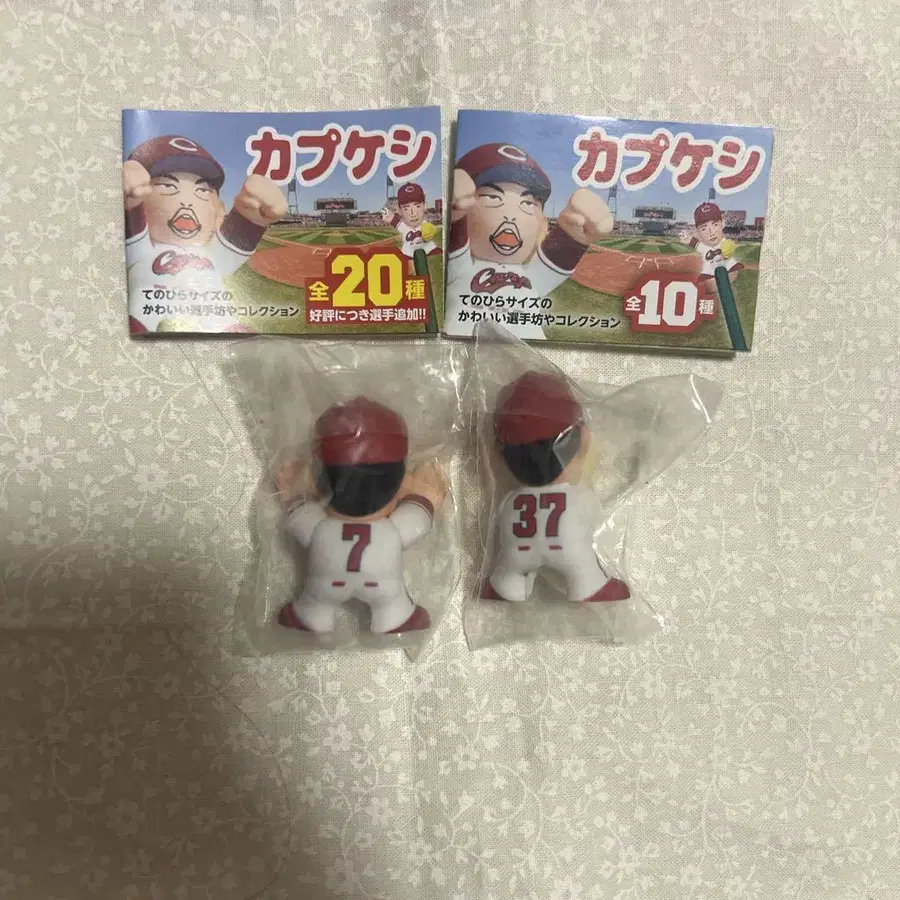 カプケシ
Carp
てのひらサイズの
かわいい選手坊やコレクション
全20種
好評につき選手追加!!
カプケシ
Carp
てのひらサイズの
かわいい選手坊やコレクション
全10種
7
37